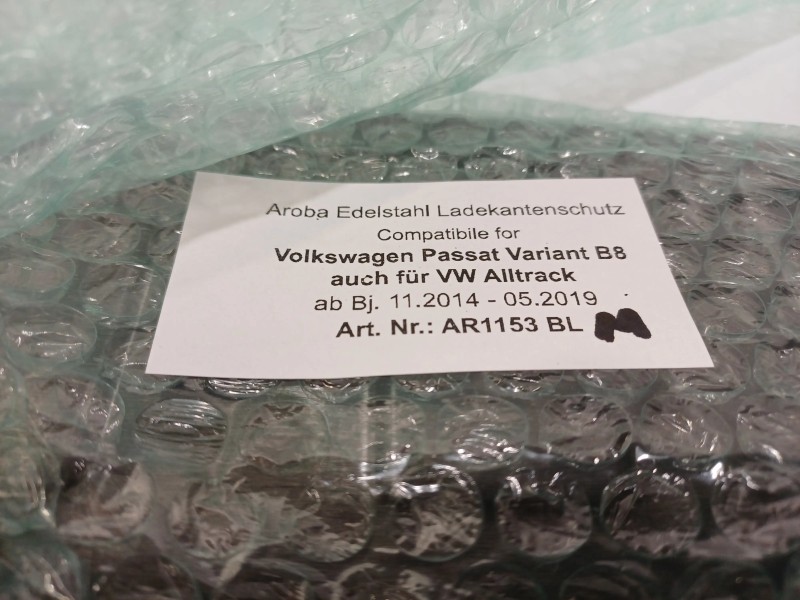 Aroba Edelstahl Ladekantenschutz
Compatibile for
Volkswagen Passat Variant B8
auch für VW Alltrack
ab Bj. 11.2014 - 05.2019
Art. Nr.: AR1153 BL M